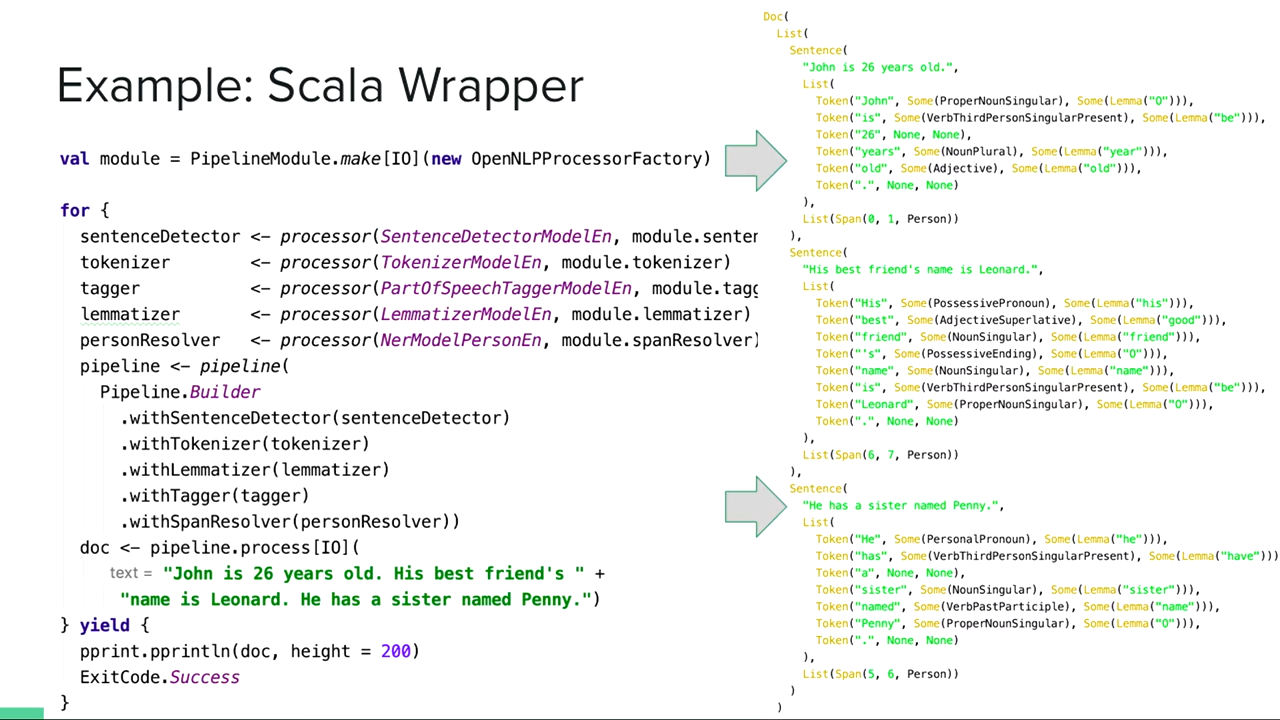 Example: Scala Wrapper
val module = PipelineModule.make[IO](new OpenNLPProcessorFactory)
for {
sentenceDetector <- processor(SentenceDetectorModelEn, module.senten
tokenizer <- processor(TokenizerModelEn, module.tokenizer)
tagger <- processor(PartOfSpeechTaggerModelEn, module.tagg
lemmatizer <- processor(LemmatizerModelEn, module.lemmatizer)
personResolver <- processor(NerModelPersonEn, module.spanResolver)
pipeline <- pipeline(
Pipeline.Builder
.withSentenceDetector(sentenceDetector)
.withTokenizer(tokenizer)
.withLemmatizer(lemmatizer)
.withTagger(tagger)
.withSpanResolver(personResolver))
doc <- pipeline.process[IO](
text = "John is 26 years old. His best friend's " +
"name is Leonard. He has a sister named Penny.")
} yield {
pprint.pprintln(doc, height = 200)
ExitCode.Success
}
Doc(
List(
Sentence(
"John is 26 years old.",
List(
Token("John", Some(ProperNounSingular), Some(Lemma("O"))),
Token("is", Some(VerbThirdPersonSingularPresent), Some(Lemma("be"))),
Token("26", None, None),
Token("years", Some(NounPlural), Some(Lemma("year"))),
Token("old", Some(Adjective), Some(Lemma("old"))),
Token(".", None, None)
),
List(Span(0, 1, Person))
),
Sentence(
"His best friend's name is Leonard.",
List(
Token("His", Some(PossessivePronoun), Some(Lemma("his"))),
Token("best", Some(AdjectiveSuperlative), Some(Lemma("good"))),
Token("friend", Some(NounSingular), Some(Lemma("friend"))),
Token("'s", Some(PossessiveEnding), Some(Lemma("O"))),
Token("name", Some(NounSingular), Some(Lemma("name"))),
Token("is", Some(VerbThirdPersonSingularPresent), Some(Lemma("be"))),
Token("Leonard", Some(ProperNounSingular), Some(Lemma("O"))),
Token(".", None, None)
),
List(Span(6, 7, Person))
),
Sentence(
"He has a sister named Penny.",
List(
Token("He", Some(PersonalPronoun), Some(Lemma("he"))),
Token("has", Some(VerbThirdPersonSingularPresent), Some(Lemma("have")))
Token("a", None, None),
Token("sister", Some(NounSingular), Some(Lemma("sister"))),
Token("named", Some(VerbPastParticiple), Some(Lemma("name"))),
Token("Penny", Some(ProperNounSingular), Some(Lemma("O"))),
Token(".", None, None)
),
List(Span(5, 6, Person))
)
)